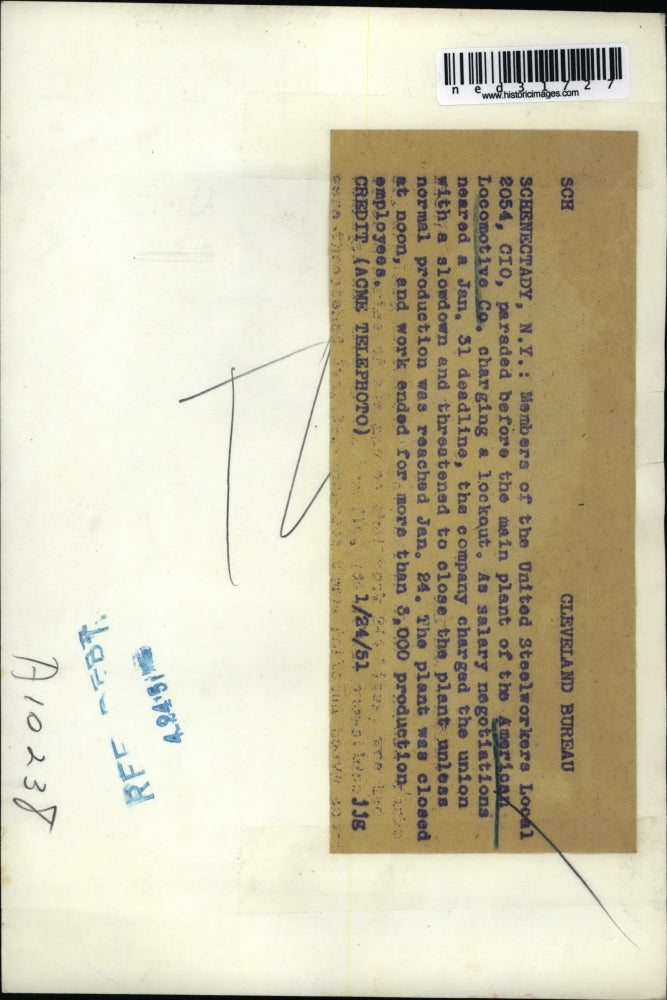 ned31727
www.historicimages.com
SCH CLEVELAND BUREAU
SCHENECTADY, N.Y.: Members of the United Steelworkers Local
2054, CIO, paraded before the main plant of the American
Locomotive Co. charging a lockout. As salary negotiations
neared a Jan. 31 deadline, the company charged the union
with a slowdown and threatened to close the plant unless
normal production was reached Jan. 24. The plant was closed
at noon, and work ended for more than 3,000 production
employees.
CREDIT (ACME TELEPHOTO) 1/24/51 jjg
A10238